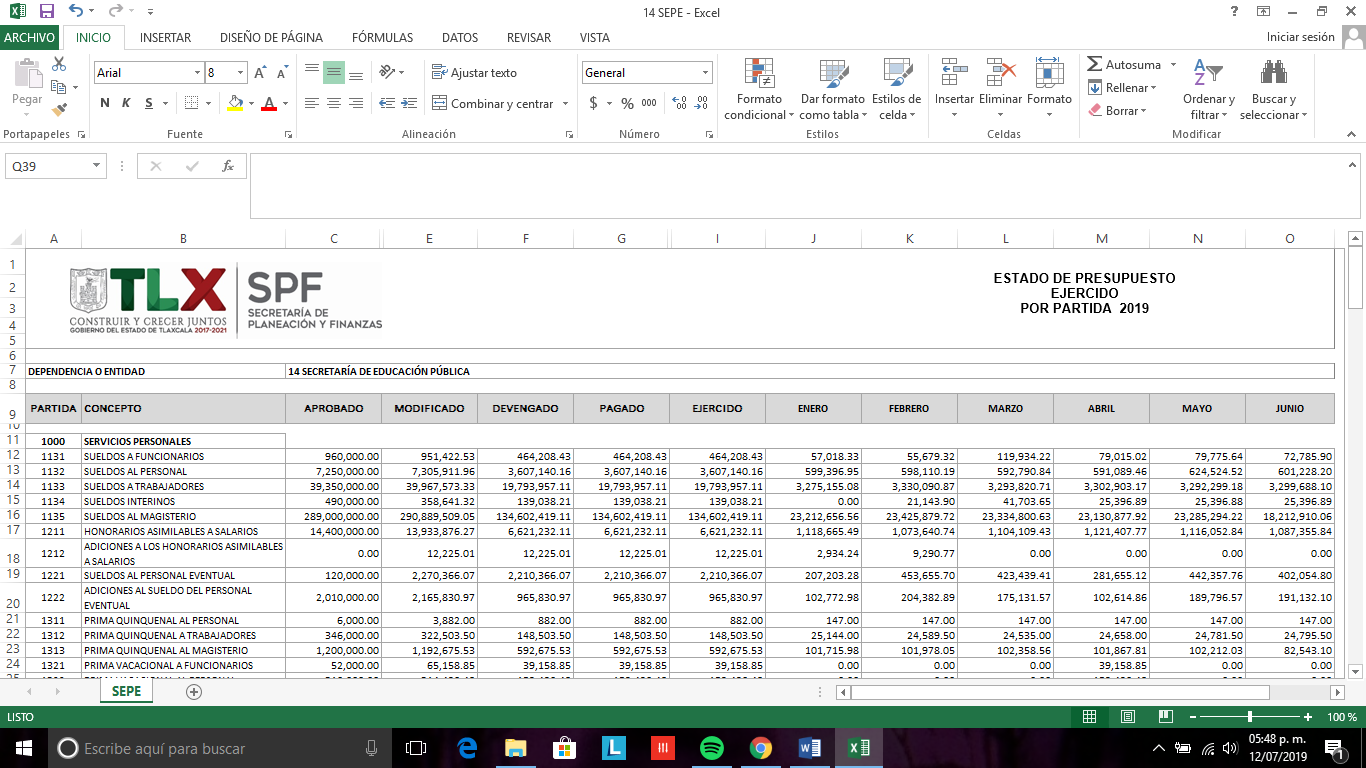 14 SEPE - Excel
ARCHIVO INICIO INSERTAR DISEÑO DE PÁGINA FÓRMULAS DATOS REVISAR VISTA Iniciar sesión
Pegar
Arial 8
Ajustar texto
General
N K S
Combinar y centrar
$ % 000
Formato condicional
Dar formato como tabla
Estilos de celda
Insertar Eliminar Formato
Autosuma
Rellenar
Borrar
Ordenar y filtrar
Buscar y seleccionar
Portapapeles Fuente Alineación Número Estilos Celdas Modificar
Q39 fx
A B C E F G I J K L M N O
TLX
CONSTRUIR Y CRECER JUNTOS
GOBIERNO DEL ESTADO DE TLAXCALA 2017-2021
SPF
SECRETARÍA DE
PLANEACIÓN Y FINANZAS
ESTADO DE PRESUPUESTO
EJERCIDO
POR PARTIDA 2019
1
2
3
4
5
6
7 DEPENDENCIA O ENTIDAD 14 SECRETARÍA DE EDUCACIÓN PÚBLICA
8
9 PARTIDA CONCEPTO APROBADO MODIFICADO DEVENGADO PAGADO EJERCIDO ENERO FEBRERO MARZO ABRIL MAYO JUNIO
10
11 1000 SERVICIOS PERSONALES
12 1131 SUELDOS A FUNCIONARIOS 960,000.00 951,422.53 464,208.43 464,208.43 464,208.43 57,018.33 55,679.32 119,934.22 79,015.02 79,775.64 72,785.90
13 1132 SUELDOS AL PERSONAL 7,250,000.00 7,305,911.96 3,607,140.16 3,607,140.16 3,607,140.16 599,396.95 598,110.19 592,790.84 591,089.46 624,524.52 601,228.20
14 1133 SUELDOS A TRABAJADORES 39,350,000.00 39,967,573.33 19,793,957.11 19,793,957.11 19,793,957.11 3,275,155.08 3,330,090.87 3,293,820.71 3,302,903.17 3,292,299.18 3,299,688.10
15 1134 SUELDOS INTERINOS 490,000.00 358,641.32 139,038.21 139,038.21 139,038.21 0.00 21,143.90 41,703.65 25,396.89 25,396.88 25,396.89
16 1135 SUELDOS AL MAGISTERIO 289,000,000.00 290,889,509.05 134,602,419.11 134,602,419.11 134,602,419.11 23,212,656.56 23,425,879.72 23,334,800.63 23,130,877.92 23,285,294.22 18,212,910.06
17 1211 HONORARIOS ASIMILABLES A SALARIOS 14,400,000.00 13,933,876.27 6,621,232.11 6,621,232.11 6,621,232.11 1,118,665.49 1,073,640.74 1,104,109.43 1,121,407.77 1,116,052.84 1,087,355.84
18 1212 ADICIONES A LOS HONORARIOS ASIMILABLES A SALARIOS 0.00 12,225.01 12,225.01 12,225.01 12,225.01 2,934.24 9,290.77 0.00 0.00 0.00 0.00
19 1221 SUELDOS AL PERSONAL EVENTUAL 120,000.00 2,270,366.07 2,210,366.07 2,210,366.07 2,210,366.07 207,203.28 453,655.70 423,439.41 281,655.12 442,357.76 402,054.80
20 1222 ADICIONES AL SUELDO DEL PERSONAL EVENTUAL 2,010,000.00 2,165,830.97 965,830.97 965,830.97 965,830.97 102,772.98 204,382.89 175,131.57 102,614.86 189,796.57 191,132.10
21 1311 PRIMA QUINQUENAL AL PERSONAL 6,000.00 3,882.00 882.00 882.00 882.00 147.00 147.00 147.00 147.00 147.00 147.00
22 1312 PRIMA QUINQUENAL A TRABAJADORES 346,000.00 322,503.50 148,503.50 148,503.50 148,503.50 25,144.00 24,589.50 24,535.00 24,658.00 24,781.50 24,795.50
23 1313 PRIMA QUINQUENAL AL MAGISTERIO 1,200,000.00 1,192,675.53 592,675.53 592,675.53 592,675.53 101,715.98 101,978.05 102,358.56 101,867.81 102,212.03 82,543.10
24 1321 PRIMA VACACIONAL A FUNCIONARIOS 52,000.00 65,158.85 39,158.85 39,158.85 39,158.85 0.00 0.00 0.00 39,158.85 0.00 0.00
SEPE
LISTO 100 %
Escribe aquí para buscar
05:48 p. m.
12/07/2019